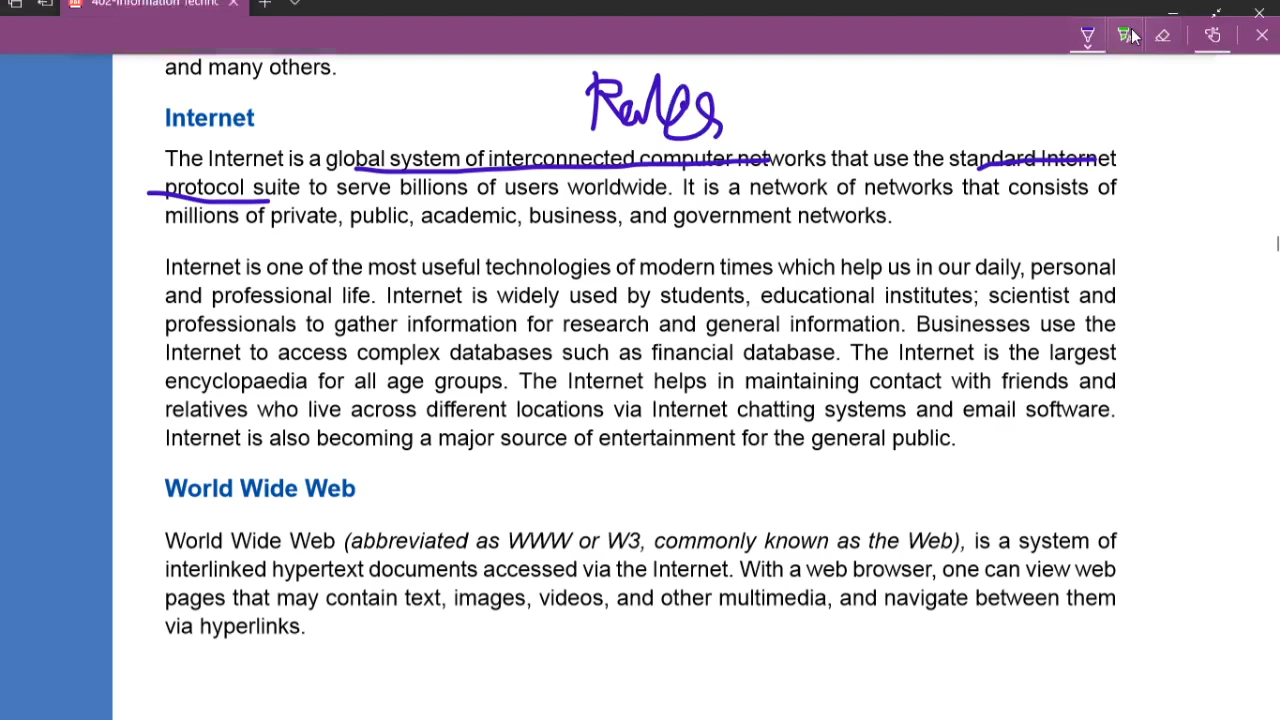 402-Information Techno
and many others.
Rules
Internet
The Internet is a global system of interconnected computer networks that use the standard Internet
protocol suite to serve billions of users worldwide. It is a network of networks that consists of
millions of private, public, academic, business, and government networks.
Internet is one of the most useful technologies of modern times which help us in our daily, personal
and professional life. Internet is widely used by students, educational institutes; scientist and
professionals to gather information for research and general information. Businesses use the
Internet to access complex databases such as financial database. The Internet is the largest
encyclopaedia for all age groups. The Internet helps in maintaining contact with friends and
relatives who live across different locations via Internet chatting systems and email software.
Internet is also becoming a major source of entertainment for the general public.
World Wide Web
World Wide Web (abbreviated as WWW or W3, commonly known as the Web), is a system of
interlinked hypertext documents accessed via the Internet. With a web browser, one can view web
pages that may contain text, images, videos, and other multimedia, and navigate between them
via hyperlinks.